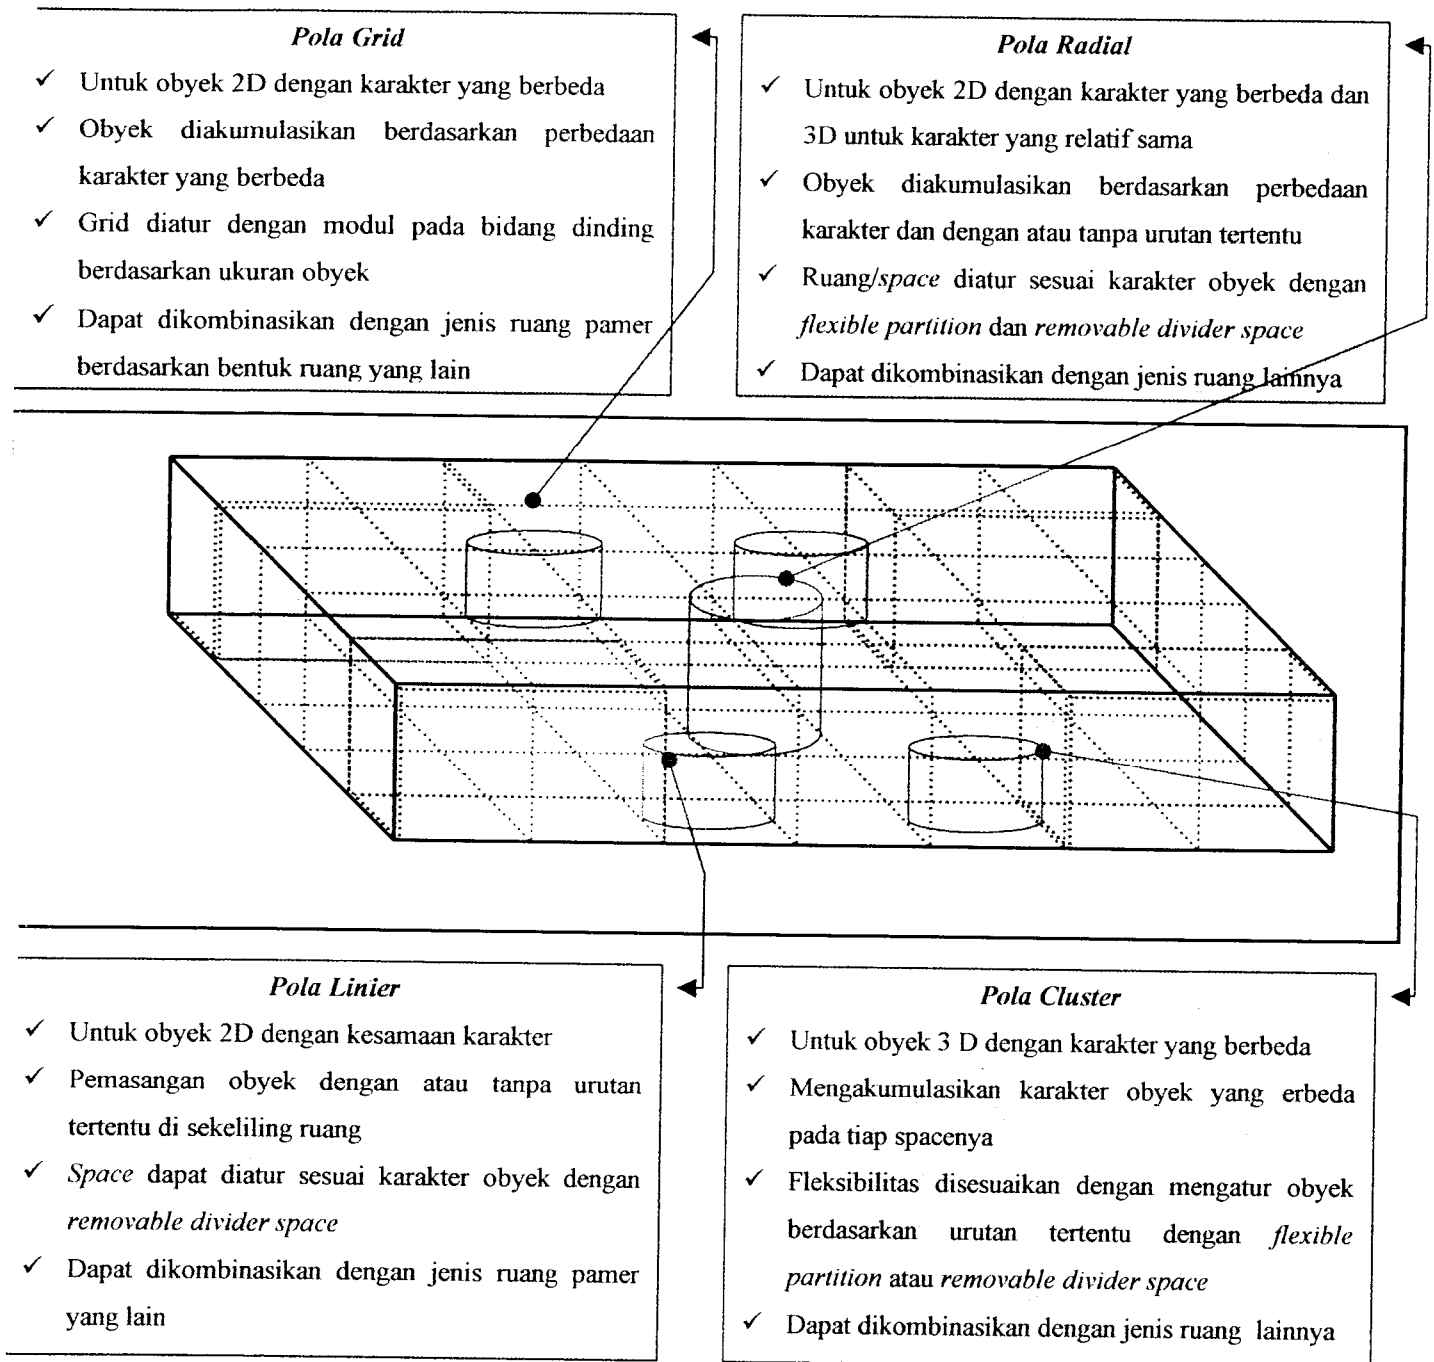 Pola Grid
✓ Untuk obyek 2D dengan karakter yang berbeda
✓ Obyek diakumulasikan berdasarkan perbedaan
karakter yang berbeda
✓ Grid diatur dengan modul pada bidang dinding
berdasarkan ukuran obyek
✓ Dapat dikombinasikan dengan jenis ruang pamer
berdasarkan bentuk ruang yang lain
Pola Radial
✓ Untuk obyek 2D dengan karakter yang berbeda dan
3D untuk karakter yang relatif sama
✓ Obyek diakumulasikan berdasarkan perbedaan
karakter dan dengan atau tanpa urutan tertentu
✓ Ruang/space diatur sesuai karakter obyek dengan
flexible partition dan removable divider space
✓ Dapat dikombinasikan dengan jenis ruang lainnya
Pola Linier
✓ Untuk obyek 2D dengan kesamaan karakter
✓ Pemasangan obyek dengan atau tanpa urutan
tertentu di sekeliling ruang
✓ Space dapat diatur sesuai karakter obyek dengan
removable divider space
✓ Dapat dikombinasikan dengan jenis ruang pamer
yang lain
Pola Cluster
✓ Untuk obyek 3 D dengan karakter yang berbeda
✓ Mengakumulasikan karakter obyek yang erbeda
pada tiap spacenya
✓ Fleksibilitas disesuaikan dengan mengatur obyek
berdasarkan urutan tertentu dengan flexible
partition atau removable divider space
✓ Dapat dikombinasikan dengan jenis ruang lainnya